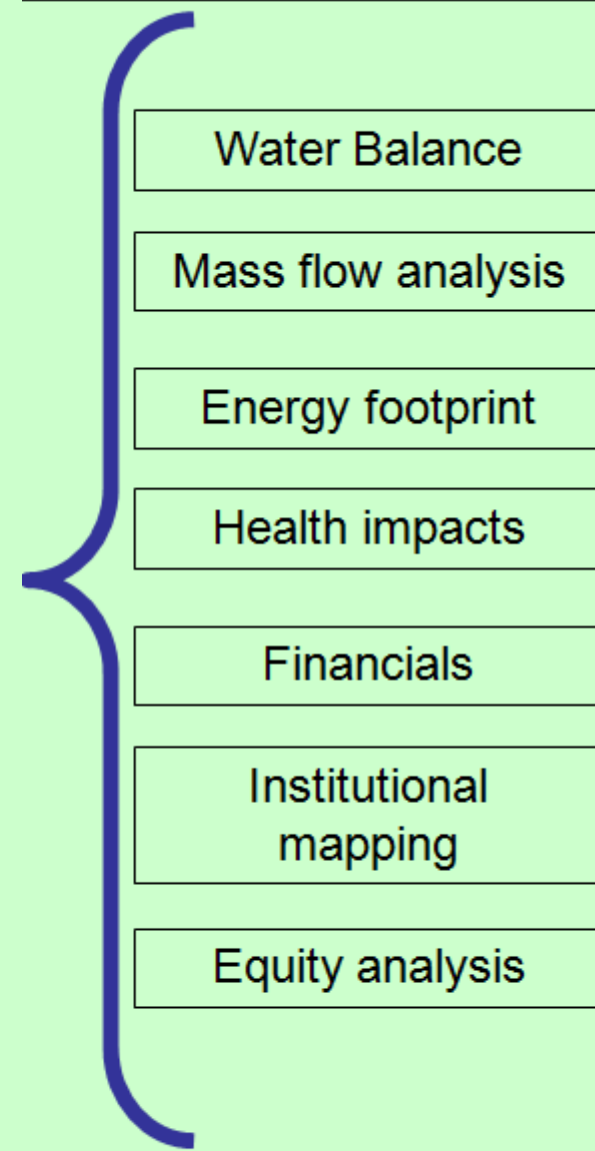 Water Balance
Mass flow analysis
Energy footprint
Health impacts
Financials
Institutional
mapping
Equity analysis